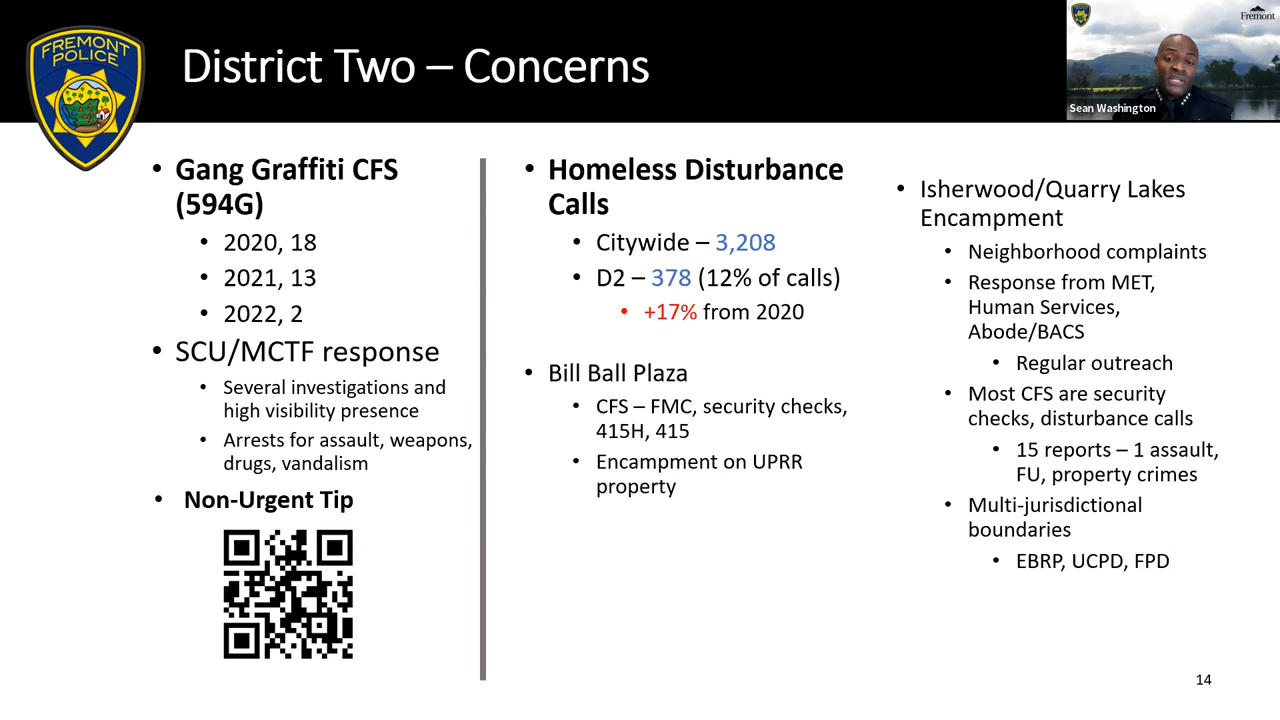 FREMONT
POLICE
District Two – Concerns
Fremont
Sean Washington
• Gang Graffiti CFS
(594G)
• 2020, 18
• 2021, 13
• 2022, 2
• SCU/MCTF response
• Several investigations and
high visibility presence
• Arrests for assault, weapons,
drugs, vandalism
• Non-Urgent Tip
• Homeless Disturbance
Calls
• Citywide – 3,208
• D2 – 378 (12% of calls)
• +17% from 2020
• Bill Ball Plaza
• CFS – FMC, security checks,
415H, 415
• Encampment on UPRR
property
• Isherwood/Quarry Lakes
Encampment
• Neighborhood complaints
• Response from MET,
Human Services,
Abode/BACS
• Regular outreach
• Most CFS are security
checks, disturbance calls
• 15 reports – 1 assault,
FU, property crimes
• Multi-jurisdictional
boundaries
• EBRP, UCPD, FPD
14